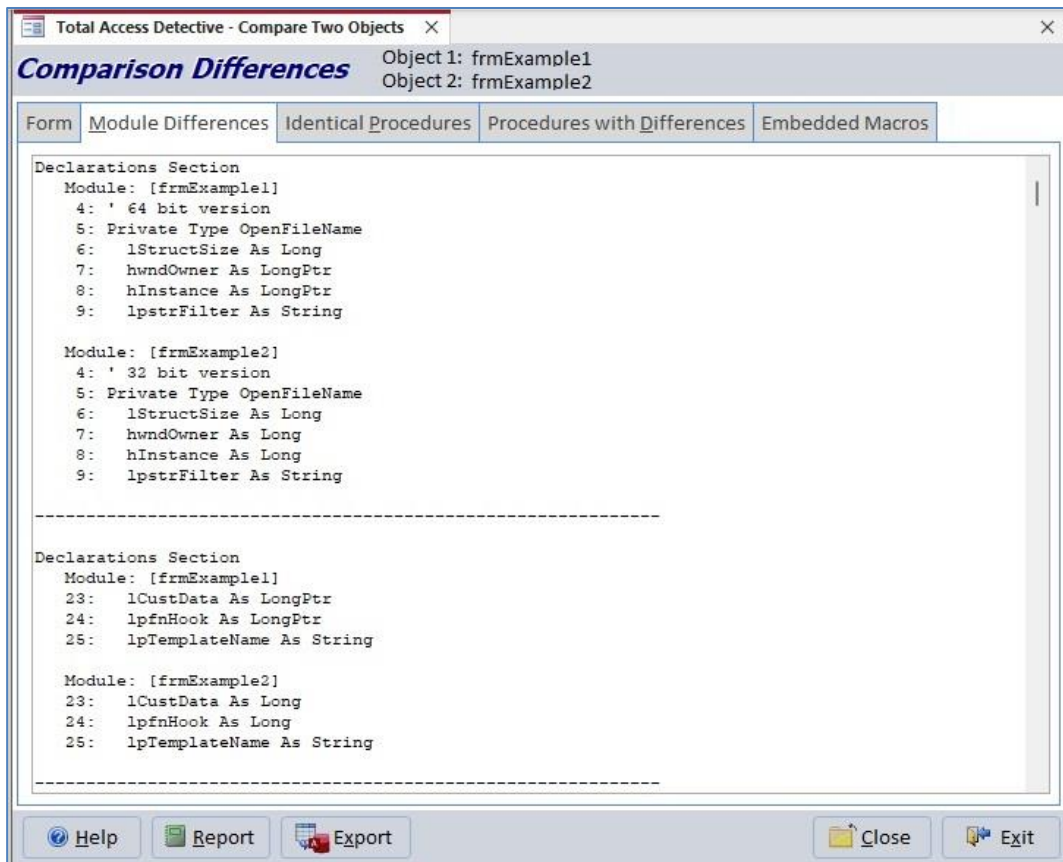 Total Access Detective - Compare Two Objects
Comparison Differences
Object 1: frmExample1
Object 2: frmExample2
Form Module Differences Identical Procedures Procedures with Differences Embedded Macros
Declarations Section
Module: [frmExample1]
4: ' 64 bit version
5: Private Type OpenFileName
6: lStructSize As Long
7: hwndOwner As LongPtr
8: hInstance As LongPtr
9: lpstrFilter As String
Module: [frmExample2]
4: ' 32 bit version
5: Private Type OpenFileName
6: lStructSize As Long
7: hwndOwner As Long
8: hInstance As Long
9: lpstrFilter As String
-------------------------------------------------------------
Declarations Section
Module: [frmExample1]
23: lCustData As LongPtr
24: lpfnHook As LongPtr
25: lpTemplateName As String
Module: [frmExample2]
23: lCustData As Long
24: lpfnHook As Long
25: lpTemplateName As String
-------------------------------------------------------------
Help Report Export Close Exit